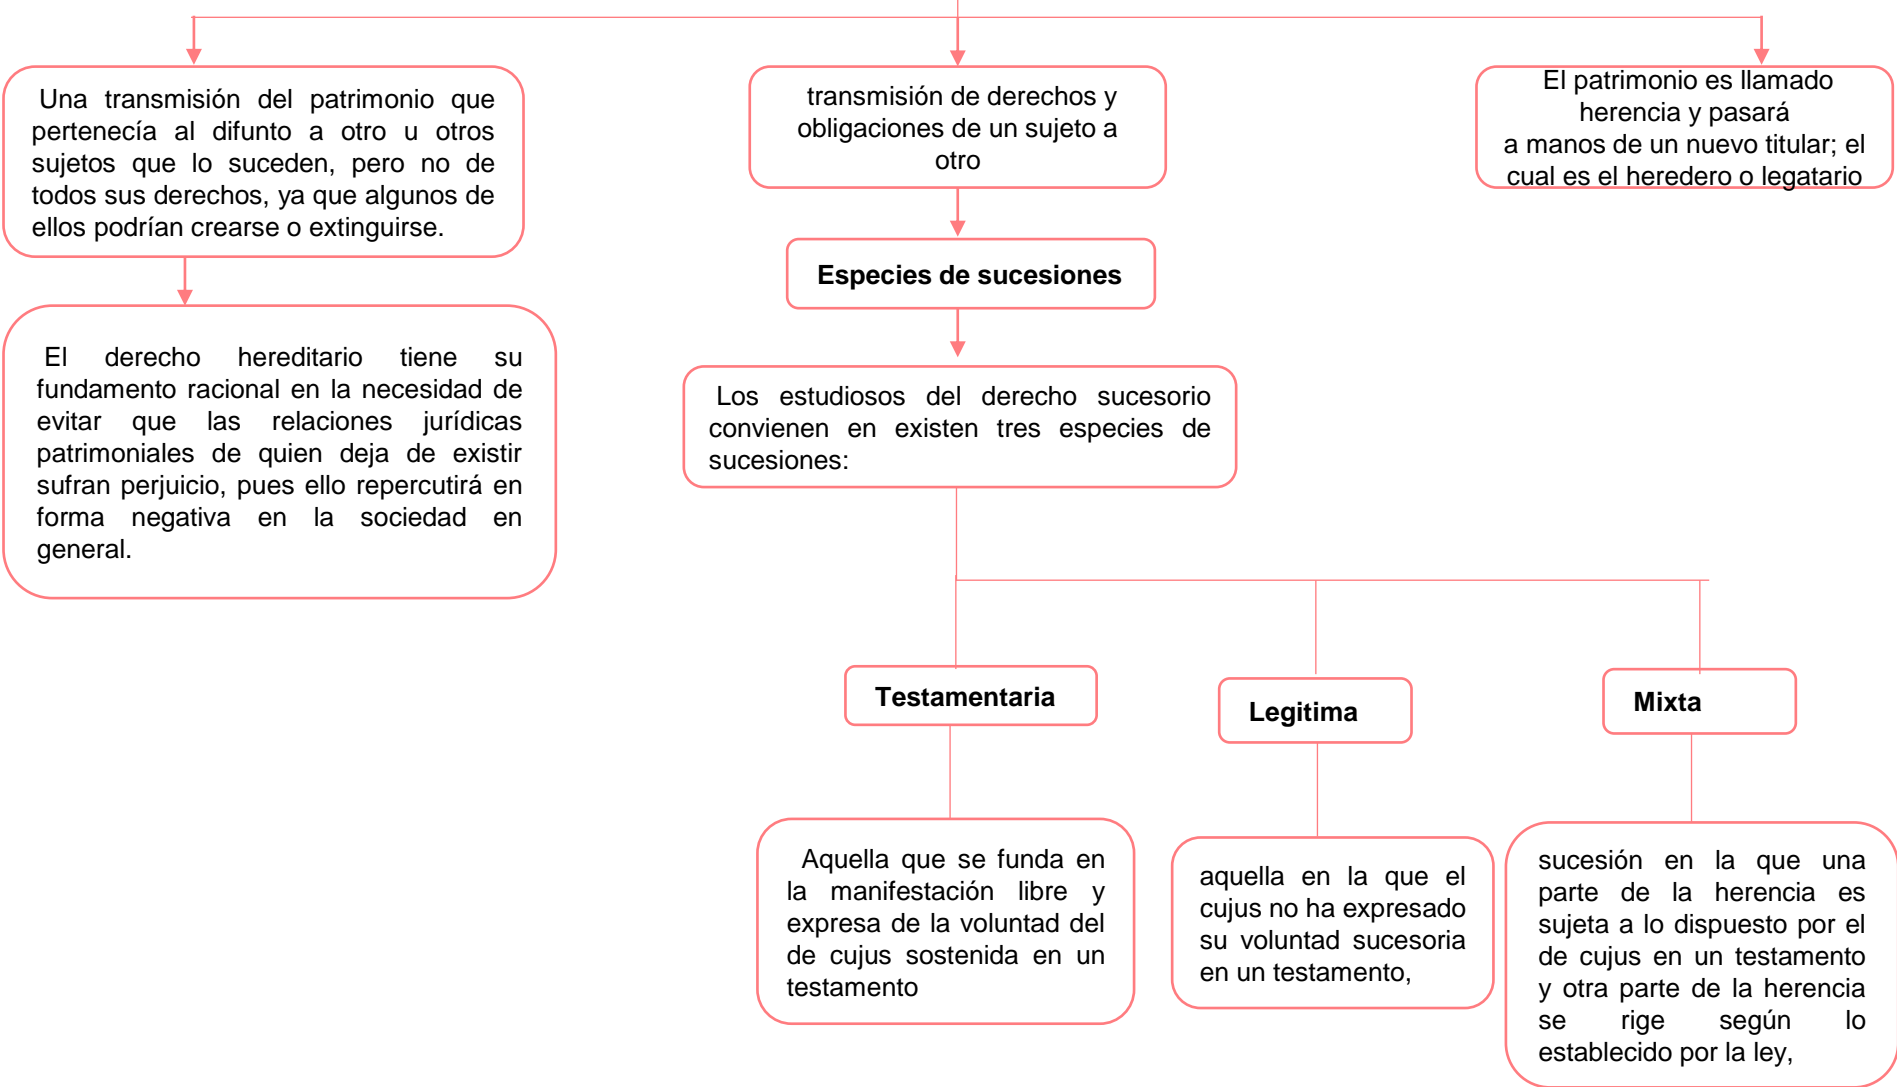 Una transmisión del patrimonio que
pertenecía al difunto a otro u otros
sujetos que lo suceden, pero no de
todos sus derechos, ya que algunos de
ellos podrían crearse o extinguirse.
El derecho hereditario tiene su
fundamento racional en la necesidad de
evitar que las relaciones jurídicas
patrimoniales de quien deja de existir
sufran perjuicio, pues ello repercutirá en
forma negativa en la sociedad en
general.
transmisión de derechos y
obligaciones de un sujeto a
otro
Especies de sucesiones
Los estudiosos del derecho sucesorio
convienen en existen tres especies de
sucesiones:
El patrimonio es llamado
herencia y pasará
a manos de un nuevo titular; el
cual es el heredero o legatario
Testamentaria
Aquella que se funda en
la manifestación libre y
expresa de la voluntad del
de cujus sostenida en un
testamento
Legitima
aquella en la que el
cujus no ha expresado
su voluntad sucesoria
en un testamento,
Mixta
sucesión en la que una
parte de la herencia es
sujeta a lo dispuesto por el
de cujus en un testamento
y otra parte de la herencia
se rige según lo
establecido por la ley,